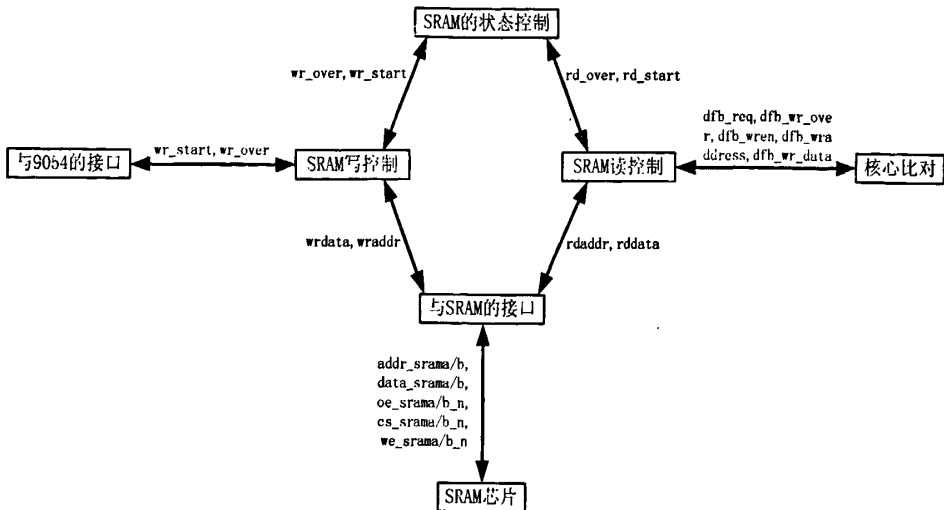 SRAM的状态控制
wr_over, wr_start
rd_over, rd_start
dfb_req, dfb_wr_ove
r, dfb_wren, dfb_wra
ddress, dfb_wr_data
与9054的接口
wr_start, wr_over
SRAM写控制
SRAM读控制
核心比对
wrdata, wraddr
rdaddr, rddata
与SRAM的接口
addr_srama/b,
data_srama/b,
oe_srama/b_n,
cs_srama/b_n,
we_srama/b_n
SRAM芯片